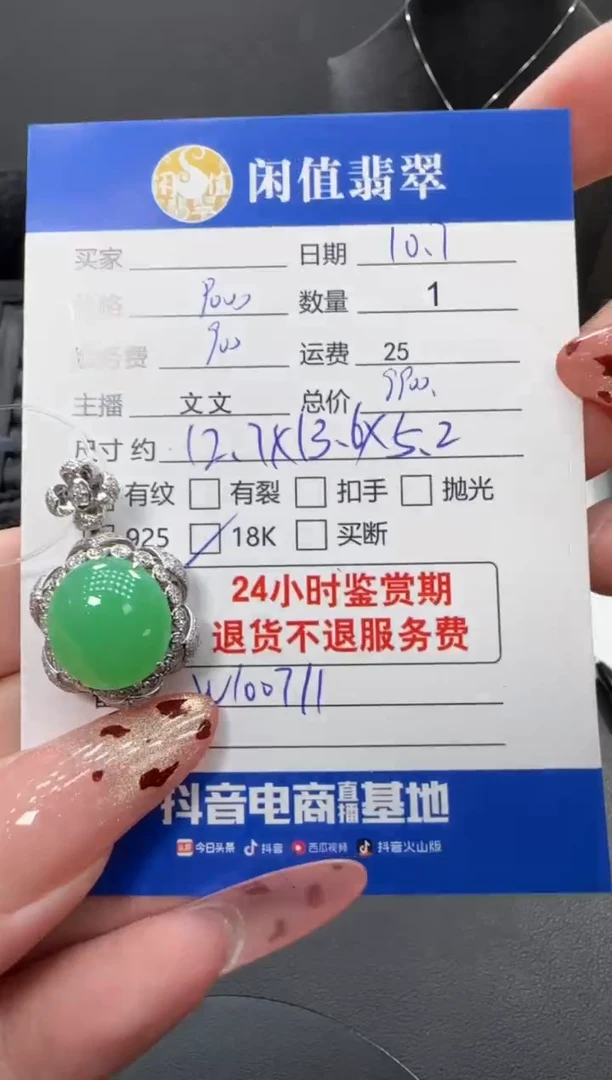 闲值翡翠
买家 日期 10.7
价格 9000 数量 1
服务费 900 运费 25
主播 文文 总价 9900.
尺寸约 12.7X13.6X5.2
有纹 有裂 扣手 抛光
925 18K 买断
24小时鉴赏期
退货不退服务费
W100711
抖音电商直播基地
今日头条 抖音 西瓜视频 抖音火山版